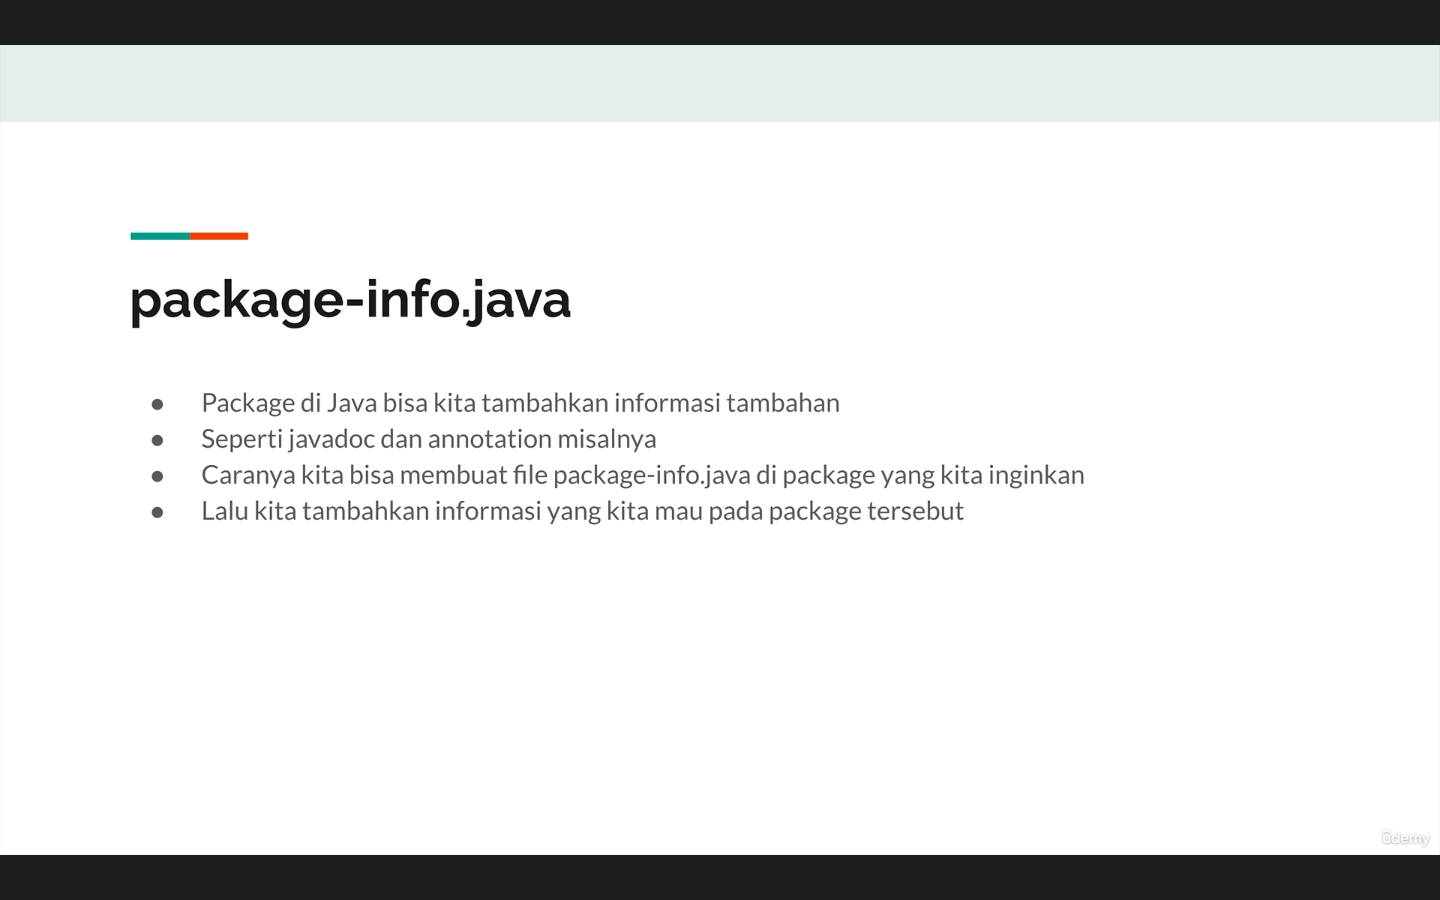 package-info.java
● Package di Java bisa kita tambahkan informasi tambahan
● Seperti javadoc dan annotation misalnya
● Caranya kita bisa membuat file package-info.java di package yang kita inginkan
● Lalu kita tambahkan informasi yang kita mau pada package tersebut
ûdemy